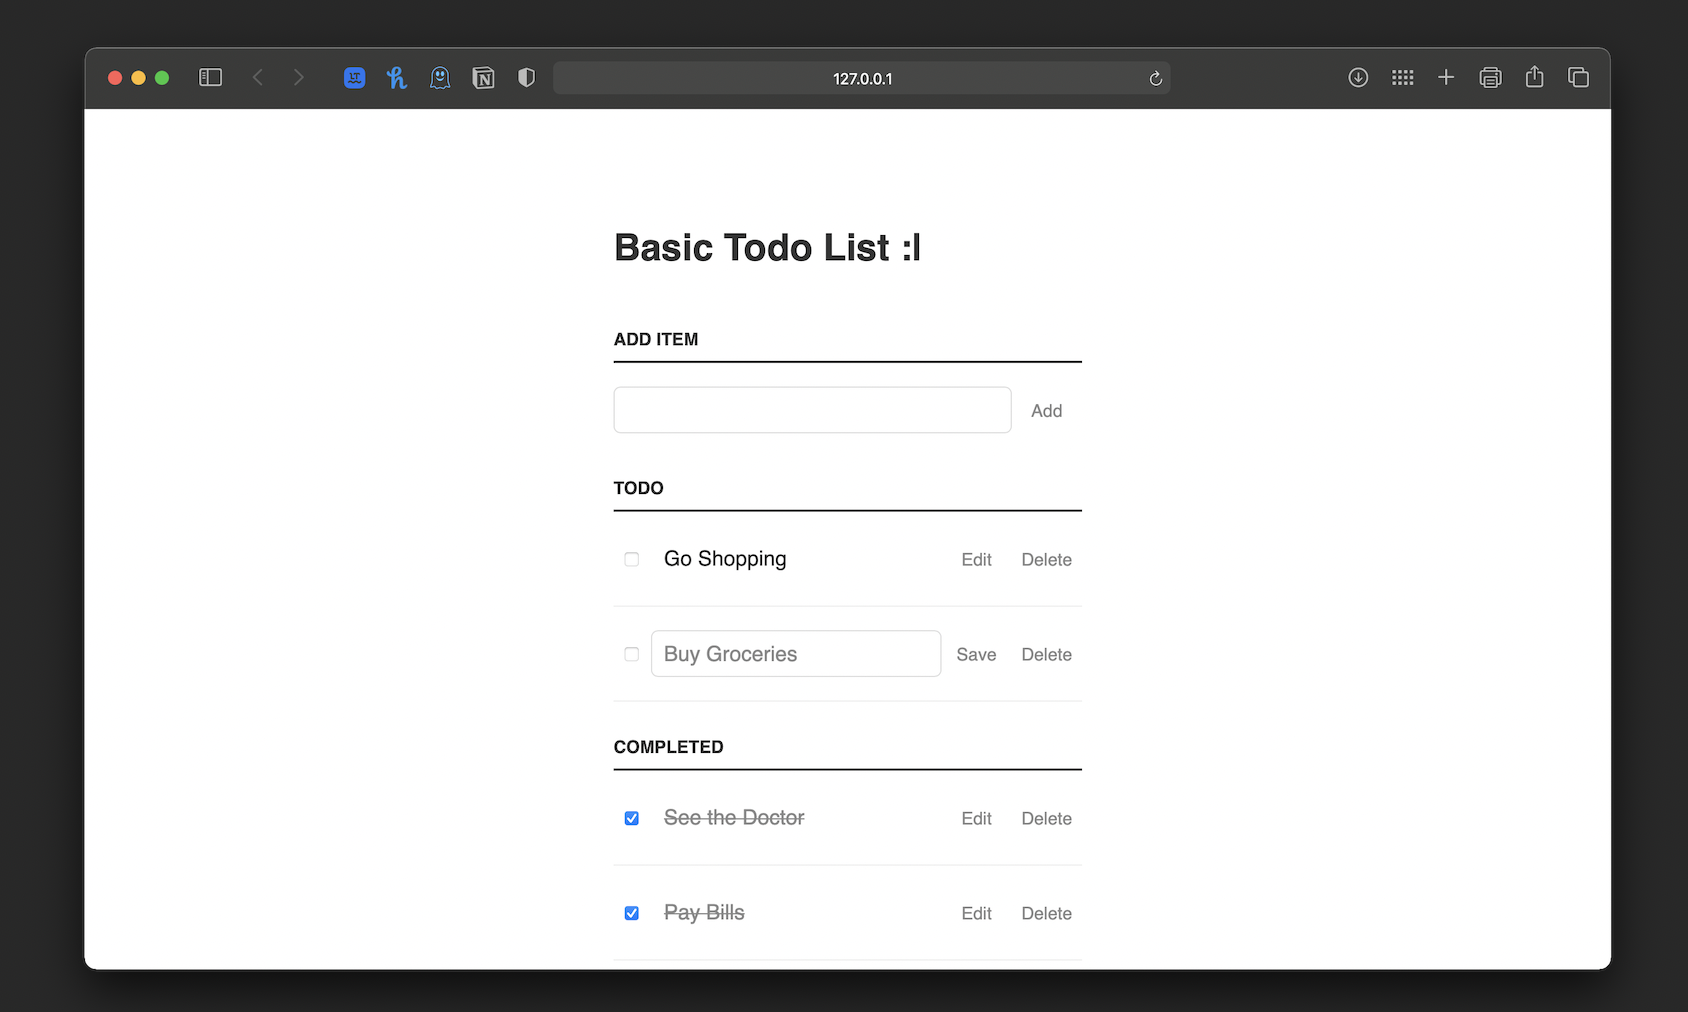 127.0.0.1
Basic Todo List :l
ADD ITEM
Add
TODO
Go Shopping Edit Delete
Buy Groceries Save Delete
COMPLETED
See the Doctor Edit Delete
Pay Bills Edit Delete